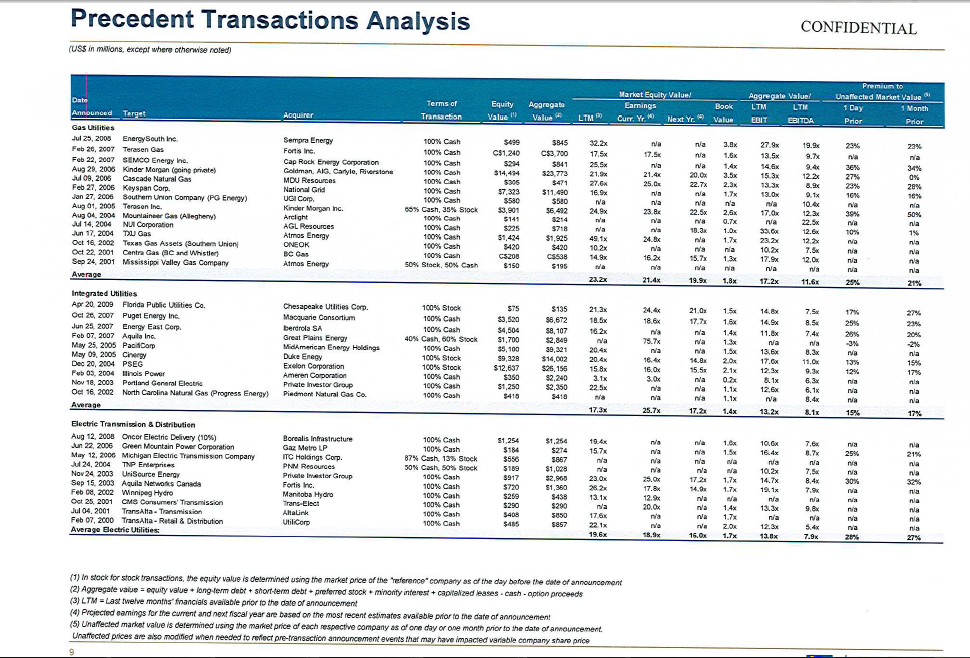 Precedent Transactions Analysis
CONFIDENTIAL
(US$ in millions, except where otherwise noted)
Premium to
Market Equity Value/ Aggregate Value/ Unaffected Market Value (5)
Date Terms of Equity Aggregate Earnings Book LTM LTM 1 Day 1 Month
Announced Target Acquirer Transaction Value (1) Value (2) LTM (3) Curr. Yr. (4) Next Yr. (4) Value EBIT EBITDA Prior Prior
Gas Utilities
Jul 25, 2008 EnergySouth Inc. Sempra Energy 100% Cash $499 $845 32.2x n/a n/a 3.8x 27.9x 19.9x 23% 23%
Feb 26, 2007 Terasen Gas Fortis Inc. 100% Cash C$1,240 C$3,700 17.5x 17.5x n/a 1.6x 13.5x 9.7x n/a n/a
Feb 22, 2007 SEMCO Energy Inc. Cap Rock Energy Corporation 100% Cash $294 $841 25.5x n/a n/a 1.4x 14.6x 9.4x 36% 34%
Aug 29, 2006 Kinder Morgan (going private) Goldman, AIG, Carlyle, Riverstone 100% Cash $14,494 $23,773 21.9x 21.4x 20.0x 3.5x 15.3x 12.2x 27% 0%
Jul 09, 2006 Cascade Natural Gas MDU Resources 100% Cash $305 $471 27.6x 25.0x 22.7x 2.3x 13.3x 8.9x 23% 28%
Feb 27, 2006 Keyspan Corp. National Grid 100% Cash $7,323 $11,490 16.9x n/a n/a 1.7x 13.0x 9.1x 16% 16%
Jan 27, 2006 Southern Union Company (PG Energy) UGI Corp. 100% Cash $580 $580 n/a n/a n/a n/a n/a 10.4x n/a n/a
Aug 01, 2005 Terasen Inc. Kinder Morgan Inc. 65% Cash, 35% Stock $3,901 $6,492 24.9x 23.8x 22.5x 2.6x 17.0x 12.3x 39% 50%
Aug 04, 2004 Mountaineer Gas (Allegheny) Arclight 100% Cash $141 $214 n/a n/a n/a 0.7x n/a 22.5x n/a n/a
Jul 14, 2004 NUI Corporation AGL Resources 100% Cash $225 $718 n/a n/a 18.3x 1.0x 33.6x 12.6x 10% 1%
Jun 17, 2004 TXU Gas Atmos Energy 100% Cash $1,424 $1,925 49.1x 24.8x n/a 1.7x 23.2x 12.2x n/a n/a
Oct 16, 2002 Texas Gas Assets (Southern Union) ONEOK 100% Cash $420 $420 10.2x n/a n/a n/a 10.2x 7.5x n/a n/a
Oct 22, 2001 Centra Gas (BC and Whistler) BC Gas 100% Cash C$208 C$538 14.9x 16.2x 15.7x 1.3x 17.9x 12.0x n/a n/a
Sep 24, 2001 Mississippi Valley Gas Company Atmos Energy 50% Stock, 50% Cash $150 $195 n/a n/a n/a n/a n/a n/a n/a n/a
Average 23.2x 21.4x 19.9x 1.8x 17.2x 11.6x 25% 21%
Integrated Utilities
Apr 20, 2009 Florida Public Utilities Co. Chesapeake Utilities Corp. 100% Stock $75 $135 21.3x 24.4x 21.0x 1.5x 14.8x 7.5x 17% 27%
Oct 26, 2007 Puget Energy Inc. Macquarie Consortium 100% Cash $3,520 $6,672 18.5x 18.6x 17.7x 1.6x 14.9x 8.5x 25% 23%
Jun 25, 2007 Energy East Corp. Iberdrola SA 100% Cash $4,504 $8,107 16.2x n/a n/a 1.4x 11.8x 7.4x 26% 20%
Feb 07, 2007 Aquila Inc. Great Plains Energy 40% Cash, 60% Stock $1,700 $2,849 n/a 75.7x n/a 1.3x n/a n/a -3% -2%
May 25, 2005 PacifiCorp MidAmerican Energy Holdings 100% Cash $5,100 $9,321 20.4x n/a n/a 1.5x 13.6x 8.3x n/a n/a
May 09, 2005 Cinergy Duke Enegy 100% Stock $9,328 $14,002 20.4x 16.4x 14.8x 2.0x 17.6x 11.0x 13% 15%
Dec 20, 2004 PSEG Exelon Corporation 100% Stock $12,637 $26,156 15.8x 16.0x 15.5x 2.1x 12.3x 9.3x 12% 17%
Feb 03, 2004 Illinois Power Ameren Corporation 100% Cash $350 $2,240 3.1x 3.0x n/a 0.2x 8.1x 6.3x n/a n/a
Nov 18, 2003 Portland General Electric Private Investor Group 100% Cash $1,250 $2,350 22.5x n/a n/a 1.1x 12.6x 6.1x n/a n/a
Oct 16, 2002 North Carolina Natural Gas (Progress Energy) Piedmont Natural Gas Co. 100% Cash $418 $418 n/a n/a n/a 1.1x n/a 8.4x n/a n/a
Average 17.3x 25.7x 17.2x 1.4x 13.2x 8.1x 15% 17%
Electric Transmission & Distribution
Aug 12, 2008 Oncor Electric Delivery (10%) Borealis Infrastructure 100% Cash $1,254 $1,254 19.4x n/a n/a 1.6x 10.6x 7.6x n/a n/a
Jun 22, 2006 Green Mountain Power Corporation Gaz Metro LP 100% Cash $184 $274 15.7x n/a n/a 1.5x 16.4x 8.7x 25% 21%
May 12, 2006 Michigan Electric Transmission Company ITC Holdings Corp. 87% Cash, 13% Stock $556 $867 n/a n/a n/a n/a n/a n/a n/a n/a
Jul 24, 2004 TNP Enterprises PNM Resources 50% Cash, 50% Stock $189 $1,028 n/a n/a n/a n/a 10.2x 7.5x n/a n/a
Nov 24, 2003 UniSource Energy Private Investor Group 100% Cash $917 $2,968 23.0x 25.0x 17.2x 1.7x 14.7x 8.4x 30% 32%
Sep 15, 2003 Aquila Networks Canada Fortis Inc. 100% Cash $720 $1,360 26.2x 17.8x 14.9x 1.7x 19.1x 7.9x n/a n/a
Feb 08, 2002 Winnipeg Hydro Manitoba Hydro 100% Cash $259 $438 13.1x 12.9x n/a n/a n/a n/a n/a n/a
Oct 25, 2001 CMS Consumers' Transmission Trans-Elect 100% Cash $290 $290 n/a 20.0x n/a 1.4x 13.3x 9.8x n/a n/a
Jul 04, 2001 TransAlta - Transmission AltaLink 100% Cash $408 $850 17.6x n/a n/a 1.7x n/a n/a n/a n/a
Feb 07, 2000 TransAlta - Retail & Distribution UtiliCorp 100% Cash $485 $857 22.1x n/a n/a 2.0x 12.3x 5.4x n/a n/a
Average Electric Utilities: 19.6x 18.9x 16.0x 1.7x 13.8x 7.9x 28% 27%
(1) In stock for stock transactions, the equity value is determined using the market price of the "reference" company as of the day before the date of announcement
(2) Aggregate value = equity value + long-term debt + short-term debt + preferred stock + minority interest + capitalized leases - cash - option proceeds
(3) LTM = Last twelve months' financials available prior to the date of announcement
(4) Projected earnings for the current and next fiscal year are based on the most recent estimates available prior to the date of announcement
(5) Unaffected market value is determined using the market price of each respective company as of one day or one month prior to the date of announcement.
Unaffected prices are also modified when needed to reflect pre-transaction announcement events that may have impacted variable company share price
9